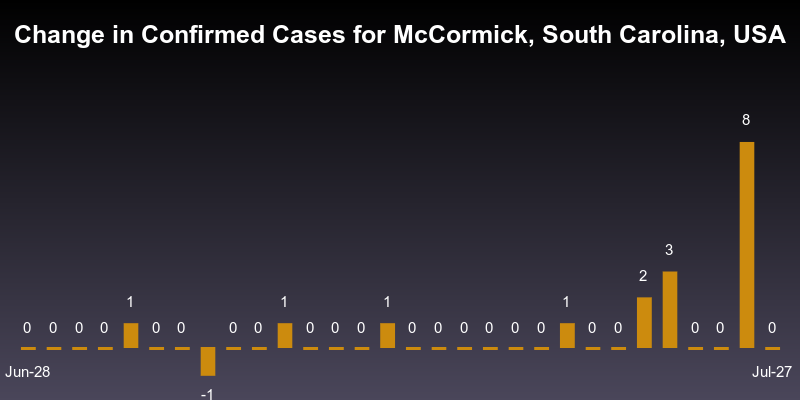 Change in Confirmed Cases for McCormick, South Carolina, USA
8
3
2
1 1 1 1
0 0 0 0 0 0 0 0 0 0 0 0 0 0 0 0 0 0 0 0 0 0
Jun-28 Jul-27
-1